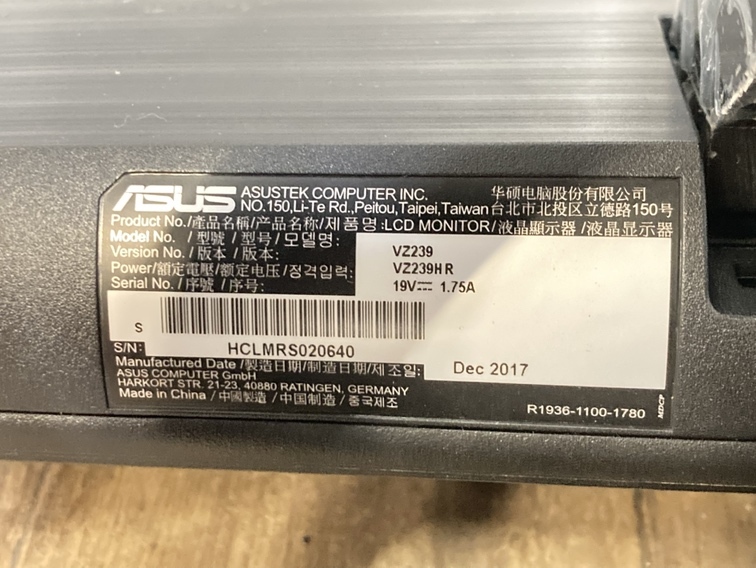 ASUS ASUSTEK COMPUTER INC. 华硕电脑股份有限公司
NO.150,Li-Te Rd.,Peitou,Taipei,Taiwan 台北市北投区立德路150号
Product No./產品名稱/产品名称/제품명:LCD MONITOR/液晶顯示器/液晶显示器
Model No. /型號/型号/모델명: VZ239
Version No./版本/版本: VZ239HR
Power/額定電壓/额定电压/정격입력: 19V⎓ 1.75A
Serial No./序號/序号:
S
S/N: HCLMRS020640
Manufactured Date/製造日期/制造日期/제조일: Dec 2017
ASUS COMPUTER GmbH
HARKORT STR. 21-23, 40880 RATINGEN, GERMANY
Made in China /中國製造/中国制造/중국제조
R1936-1100-1780
MDCP